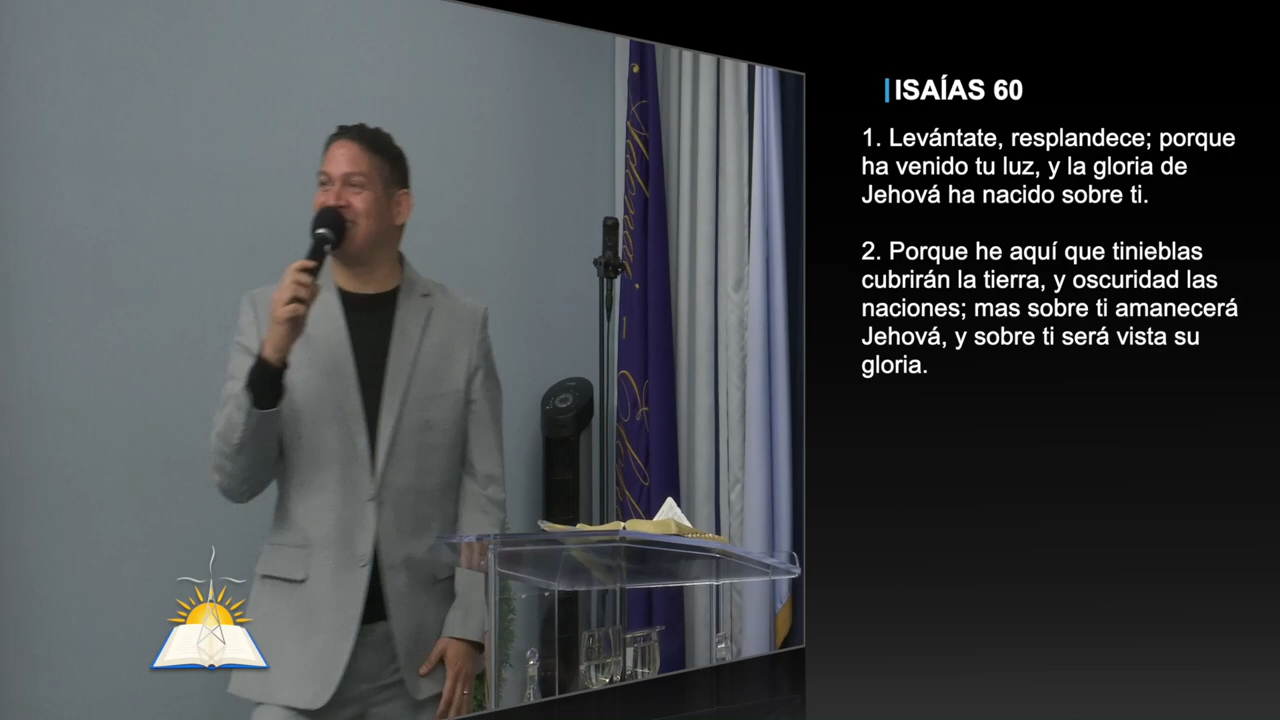 ISAÍAS 60
1. Levántate, resplandece; porque
ha venido tu luz, y la gloria de
Jehová ha nacido sobre ti.
2. Porque he aquí que tinieblas
cubrirán la tierra, y oscuridad las
naciones; mas sobre ti amanecerá
Jehová, y sobre ti será vista su
gloria.